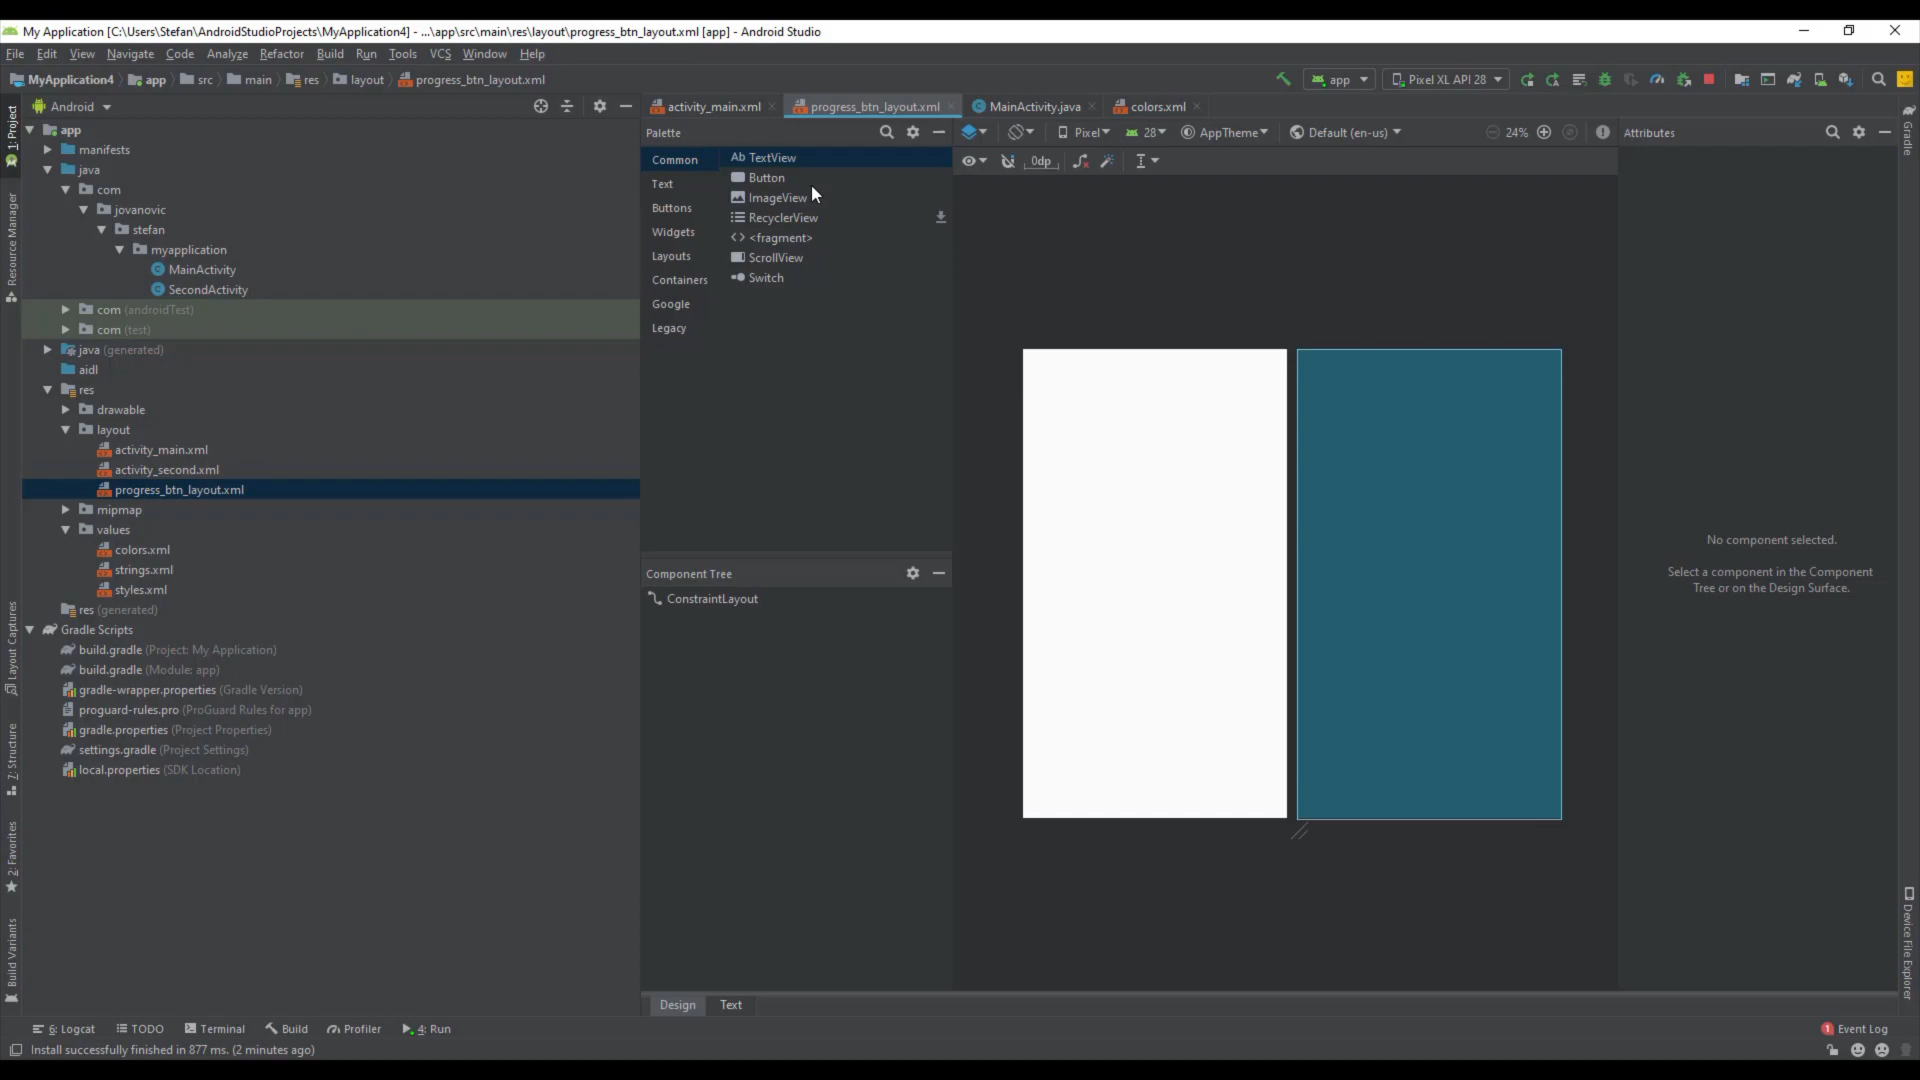 My Application [C:\Users\Stefan\AndroidStudioProjects\MyApplication4] - ...\app\src\main\res\layout\progress_btn_layout.xml [app] - Android Studio
File Edit View Navigate Code Analyze Refactor Build Run Tools VCS Window Help
MyApplication4 app src main res layout progress_btn_layout.xml
app Pixel XL API 28
Android
activity_main.xml progress_btn_layout.xml MainActivity.java colors.xml
1: Project
Resource Manager
Layout Captures
7: Structure
2: Favorites
Build Variants
app
manifests
java
com
jovanovic
stefan
myapplication
MainActivity
SecondActivity
com (androidTest)
com (test)
java (generated)
aidl
res
drawable
layout
activity_main.xml
activity_second.xml
progress_btn_layout.xml
mipmap
values
colors.xml
strings.xml
styles.xml
res (generated)
Gradle Scripts
build.gradle (Project: My Application)
build.gradle (Module: app)
gradle-wrapper.properties (Gradle Version)
proguard-rules.pro (ProGuard Rules for app)
gradle.properties (Project Properties)
settings.gradle (Project Settings)
local.properties (SDK Location)
Palette
Common
Text
Buttons
Widgets
Layouts
Containers
Google
Legacy
Ab TextView
Button
ImageView
RecyclerView
<fragment>
ScrollView
Switch
Component Tree
ConstraintLayout
Pixel 28 AppTheme Default (en-us) 24%
0dp
Attributes
No component selected.
Select a component in the Component
Tree or on the Design Surface.
Gradle
Device File Explorer
Design Text
6: Logcat TODO Terminal Build Profiler 4: Run
1 Event Log
Install successfully finished in 877 ms. (2 minutes ago)